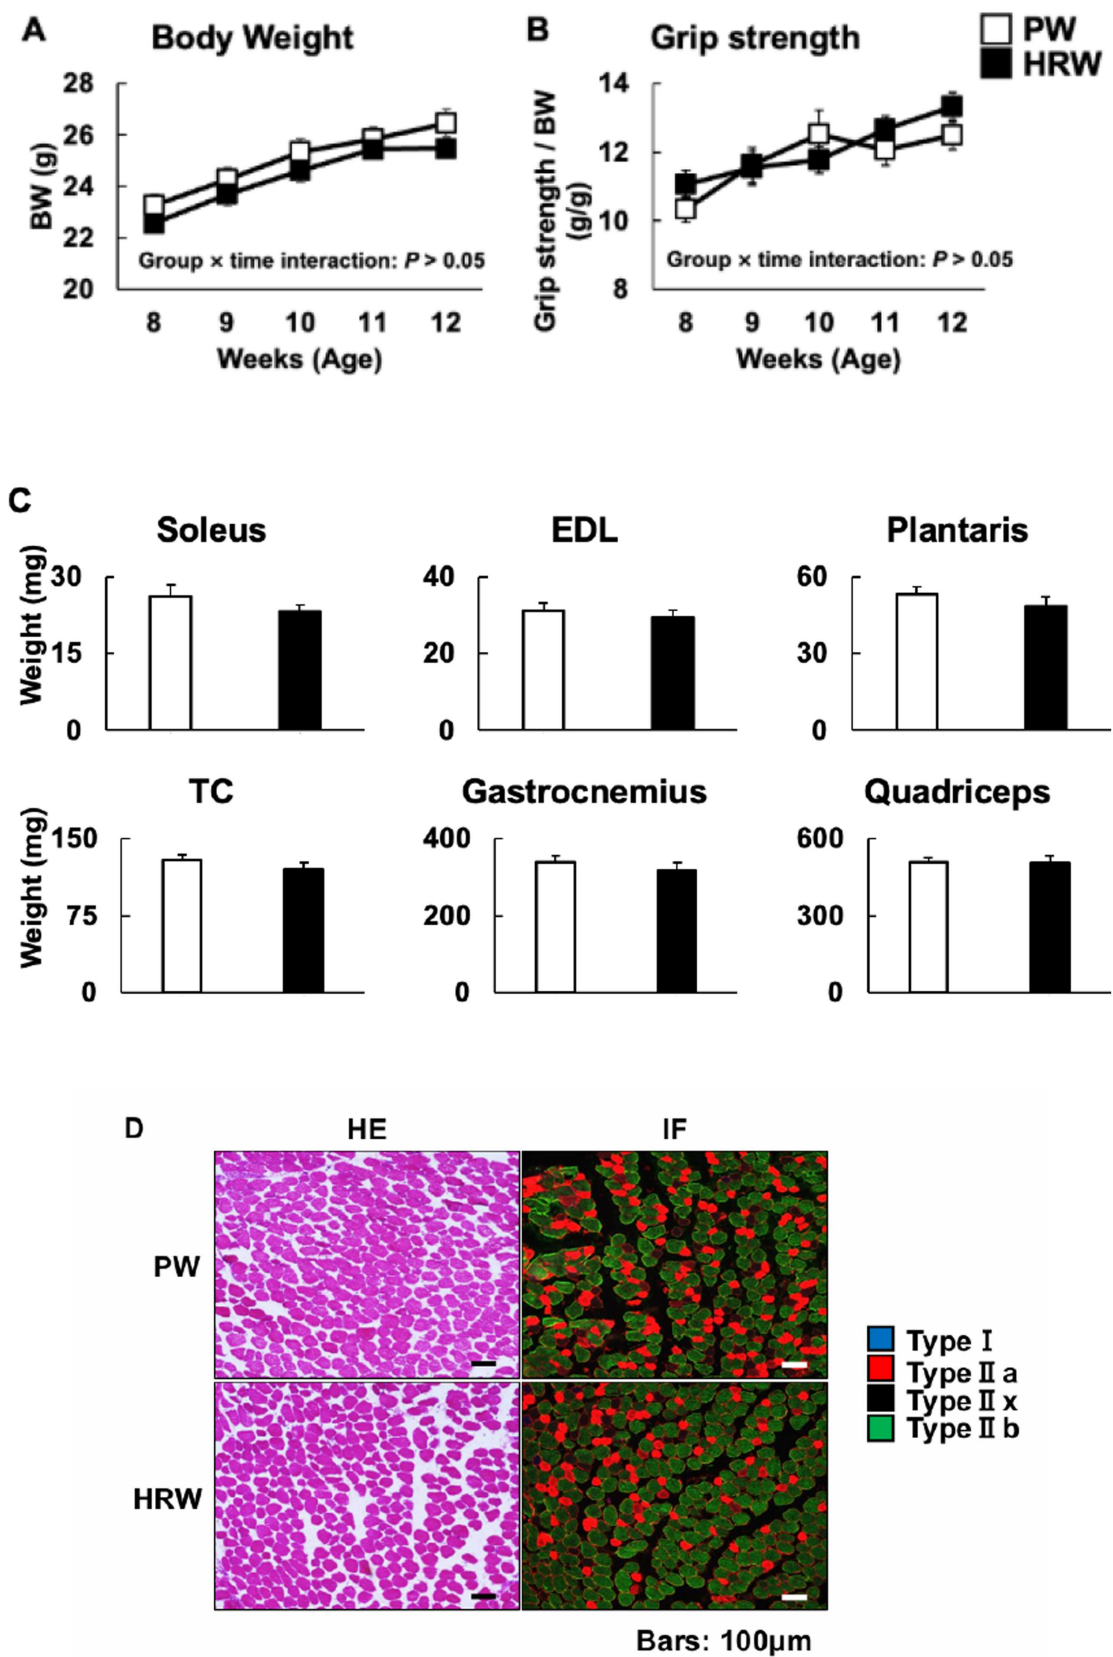 A
Body Weight
28
26
24
22
20
BW (g)
Group × time interaction: P > 0.05
8 9 10 11 12
Weeks (Age)
B
Grip strength
PW
HRW
14
12
10
8
Grip strength / BW
(g/g)
Group × time interaction: P > 0.05
8 9 10 11 12
Weeks (Age)
C
Soleus
Weight (mg)
30
15
0
EDL
40
20
0
Plantaris
60
30
0
TC
Weight (mg)
150
75
0
Gastrocnemius
400
200
0
Quadriceps
600
300
0
D
HE
IF
PW
HRW
Type Ⅰ
Type Ⅱ a
Type Ⅱ x
Type Ⅱ b
Bars: 100μm